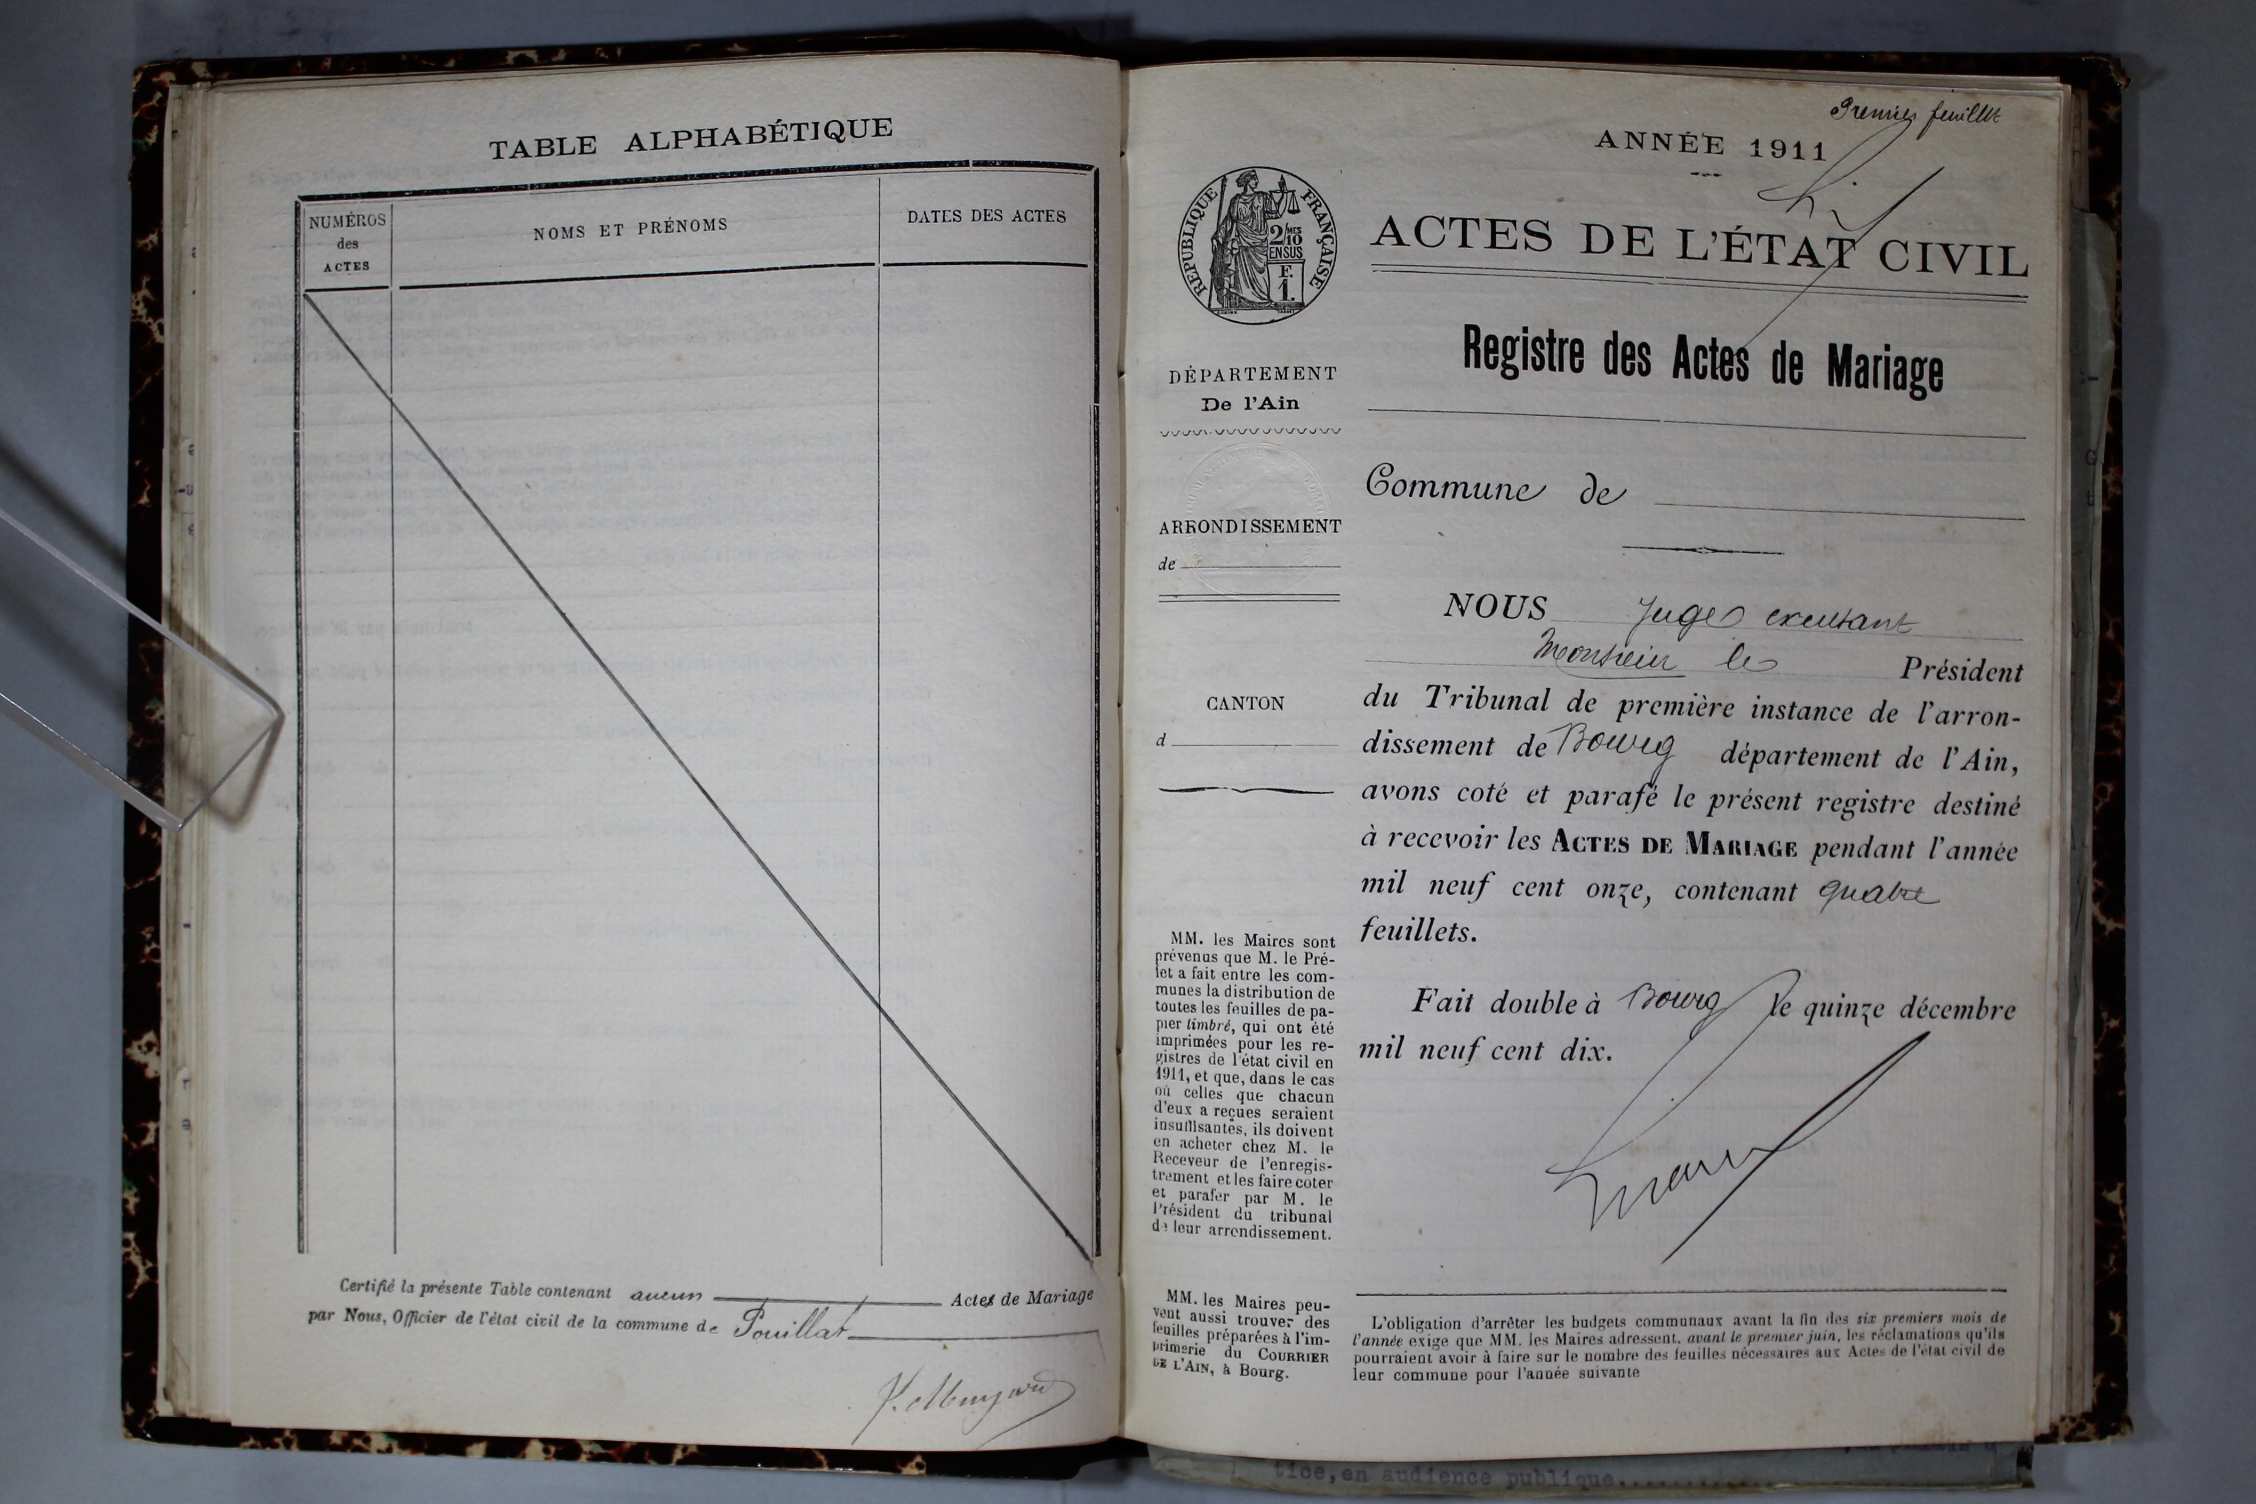 TABLE ALPHABÉTIQUE
NUMÉROS
des
ACTES
NOMS ET PRÉNOMS
DATES DES ACTES
Certifié la présente Table contenant aucun Actes de Mariage
par Nous, Officier de l'état civil de la commune de Pouillat
Premier feuillet
ANNÉE 1911
RÉPUBLIQUE FRANÇAISE
2/10 MES
EN SUS
F.
1.
ACTES DE L'ÉTAT CIVIL
Registre des Actes de Mariage
DÉPARTEMENT
De l'Ain
ARRONDISSEMENT
de
CANTON
d
MM. les Maires sont
prévenus que M. le Pré-
fet a fait entre les com-
munes la distribution de
toutes les feuilles de pa-
pier timbré, qui ont été
imprimées pour les re-
gistres de l'état civil en
1911, et que, dans le cas
où celles que chacun
d'eux a reçues seraient
insuffisantes, ils doivent
en acheter chez M. le
Receveur de l'enregis-
trement et les faire coter
et parafer par M. le
Président du tribunal
de leur arrondissement.
MM. les Maires peu-
vent aussi trouver des
feuilles préparées à l'im-
primerie du COURRIER
DE L'AIN, à Bourg.
Commune de
NOUS Juge
Monsieur le Président
du Tribunal de première instance de l'arron-
dissement de Bourg département de l'Ain,
avons coté et parafé le présent registre destiné
à recevoir les ACTES DE MARIAGE pendant l'année
mil neuf cent onze, contenant quatre
feuillets.
Fait double à Bourg le quinze décembre
mil neuf cent dix.
L'obligation d'arrêter les budgets communaux avant la fin des six premiers mois de
l'année exige que MM. les Maires adressent, avant le premier juin, les réclamations qu'ils
pourraient avoir à faire sur le nombre des feuilles nécessaires aux Actes de l'état civil de
leur commune pour l'année suivante
tice, en audience publique